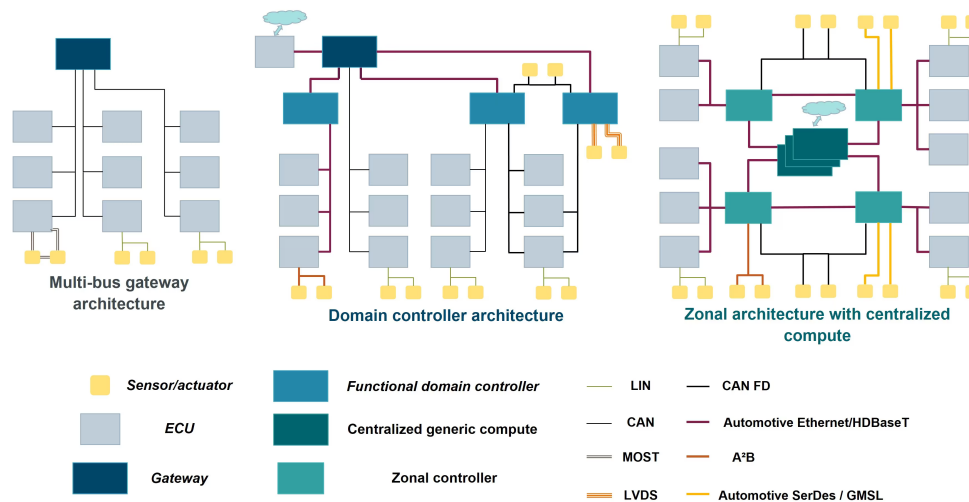 Multi-bus gateway
architecture
Domain controller architecture
Zonal architecture with centralized
compute
Sensor/actuator
ECU
Gateway
Functional domain controller
Centralized generic compute
Zonal controller
LIN
CAN
MOST
LVDS
CAN FD
Automotive Ethernet/HDBaseT
A²B
Automotive SerDes / GMSL